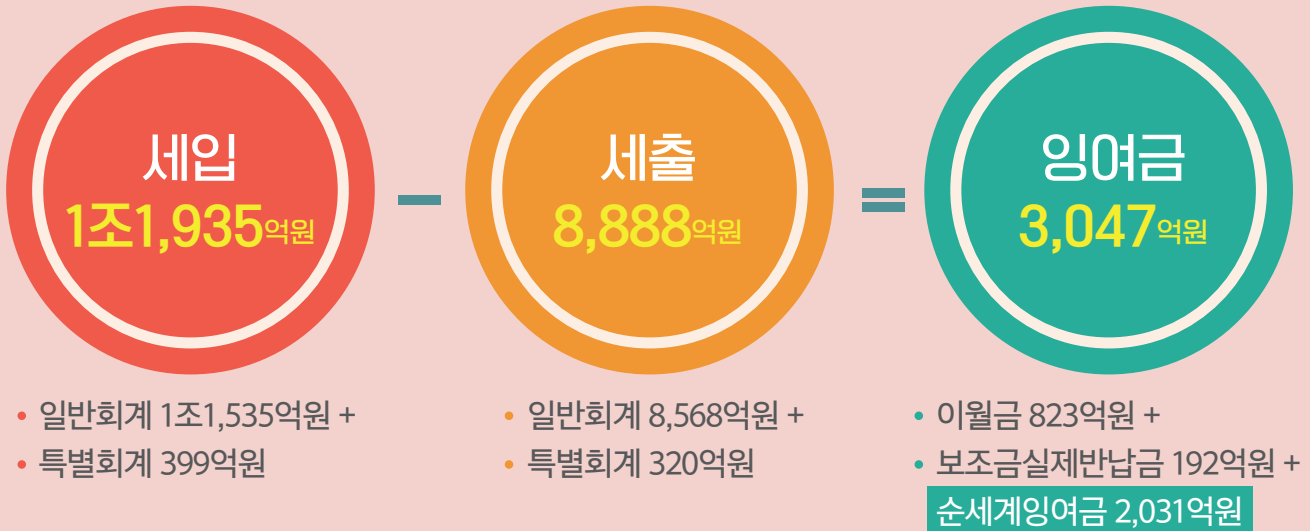 세입
1조1,935억원
• 일반회계 1조1,535억원 +
• 특별회계 399억원
−
세출
8,888억원
• 일반회계 8,568억원 +
• 특별회계 320억원
=
잉여금
3,047억원
• 이월금 823억원 +
• 보조금실제반납금 192억원 +
순세계잉여금 2,031억원